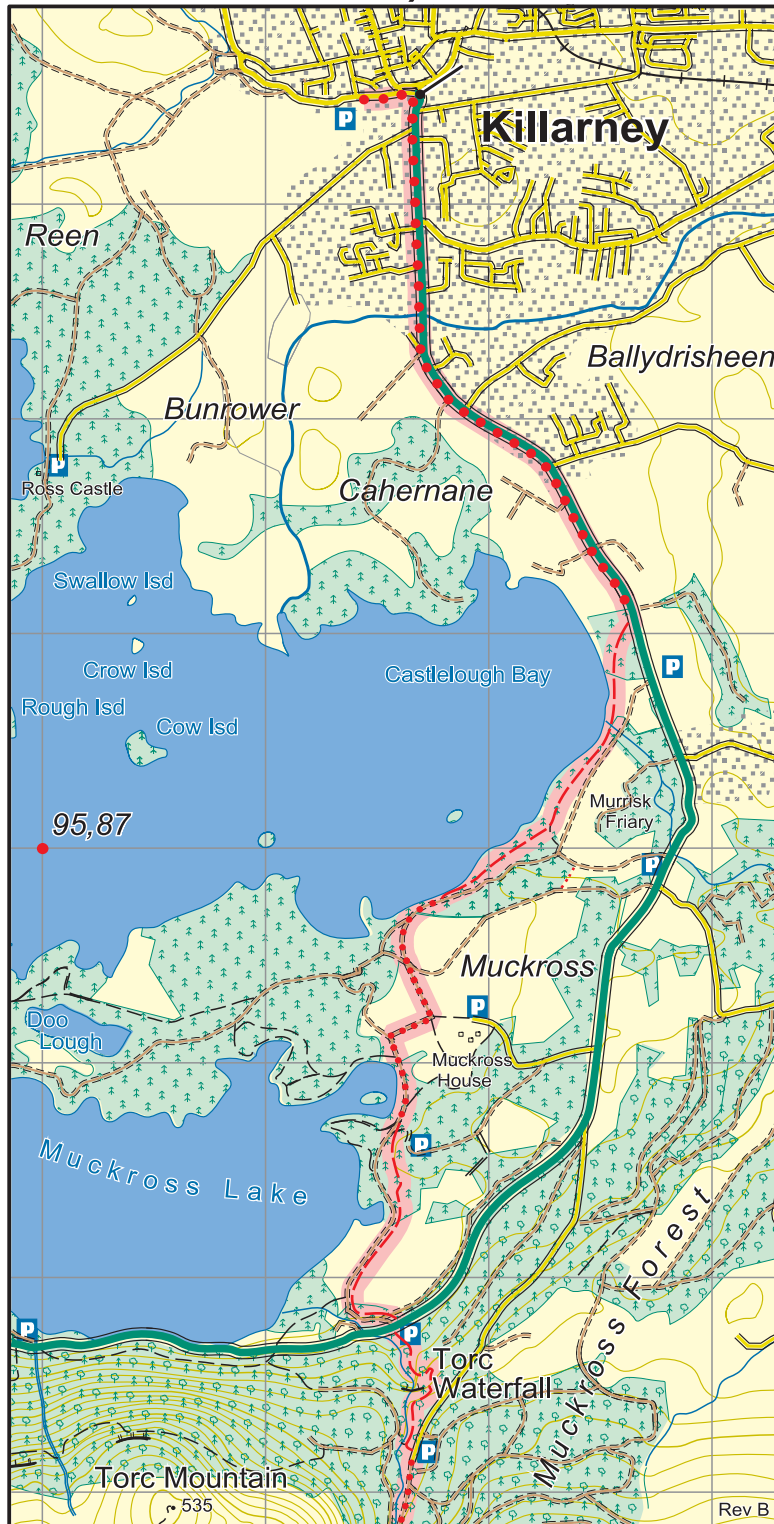 P
Killarney
Reen
Ballydrisheen
Bunrower
P
Ross Castle
Cahernane
Swallow Isd
Crow Isd
Castlelough Bay
P
Rough Isd
Cow Isd
Murrisk
Friary
95,87
P
Muckross
P
Doo
Lough
Muckross
House
P
Muckross Lake
Muckross Forest
P
P
Torc
Waterfall
P
Torc Mountain
535
Rev B